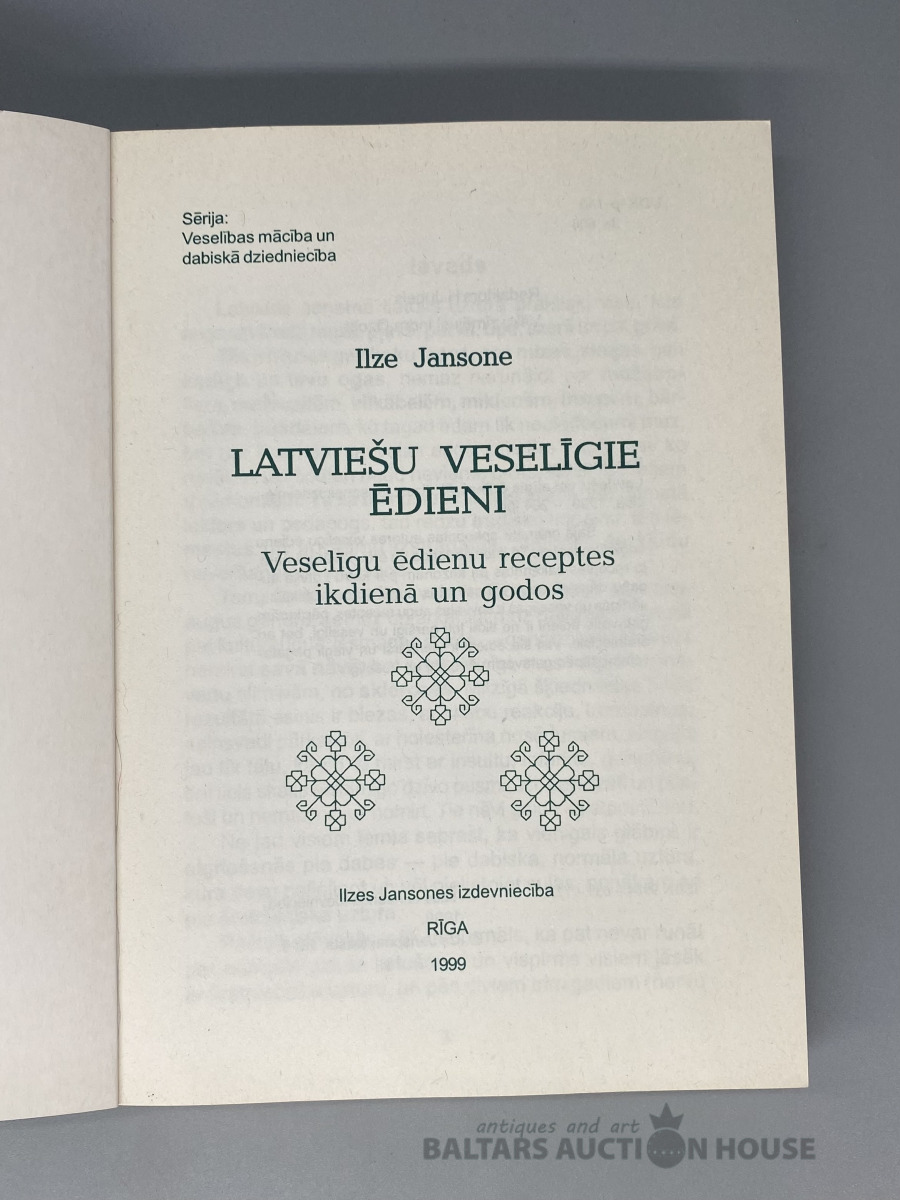 Sērija:
Veselības mācība un
dabiskā dziedniecība
Ilze Jansone
LATVIEŠU VESELĪGIE
ĒDIENI
Veselīgu ēdienu receptes
ikdienā un godos
Ilzes Jansones izdevniecība
RĪGA
1999
antiques and art
BALTARS AUCTION HOUSE